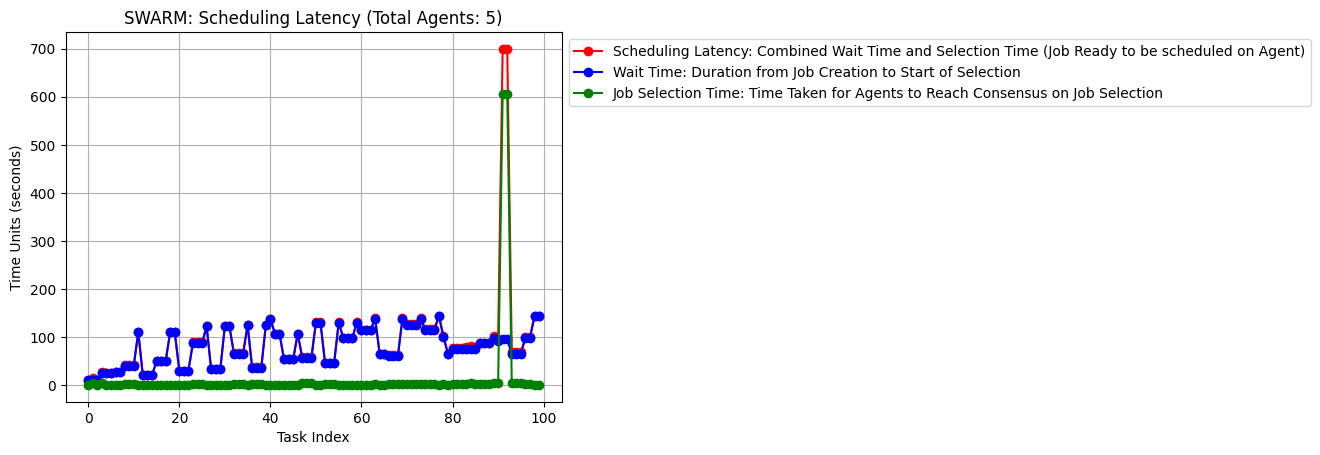 SWARM: Scheduling Latency (Total Agents: 5)
Scheduling Latency: Combined Wait Time and Selection Time (Job Ready to be scheduled on Agent)
Wait Time: Duration from Job Creation to Start of Selection
Job Selection Time: Time Taken for Agents to Reach Consensus on Job Selection
Time Units (seconds)
700
600
500
400
300
200
100
0
0
20
40
60
80
100
Task Index